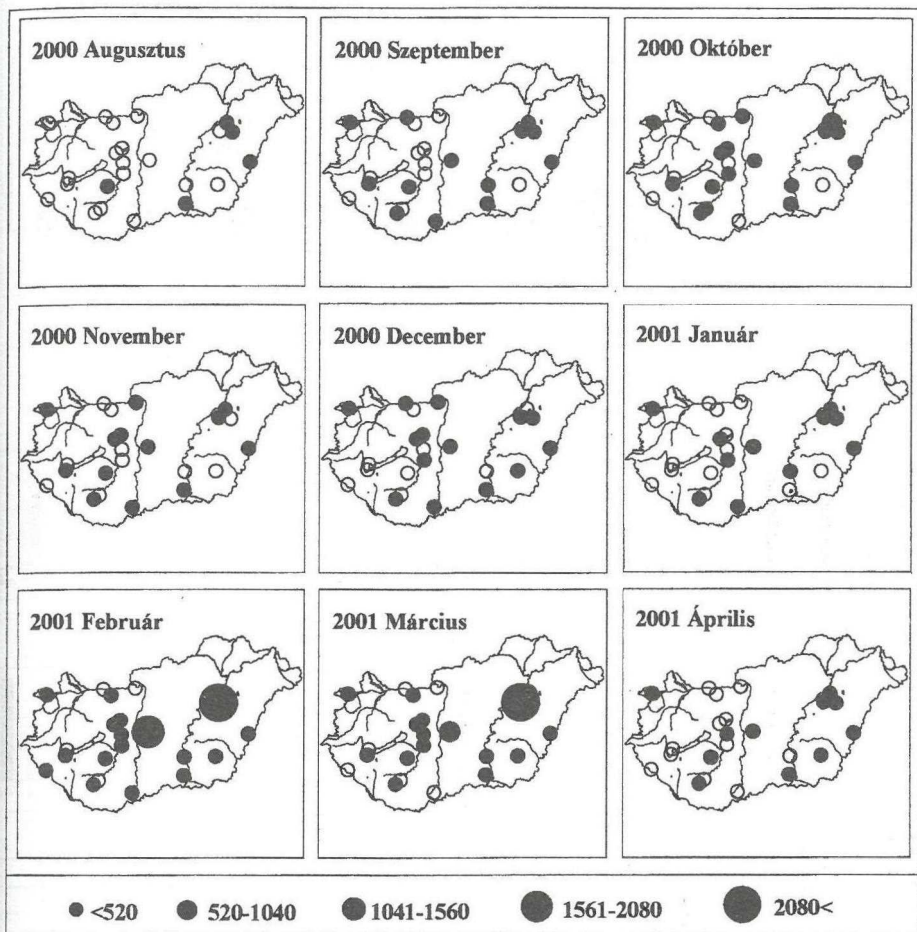 2000 Augusztus
2000 Szeptember
2000 Október
2000 November
2000 December
2001 Január
2001 Február
2001 Március
2001 Április
<520
520-1040
1041-1560
1561-2080
2080<